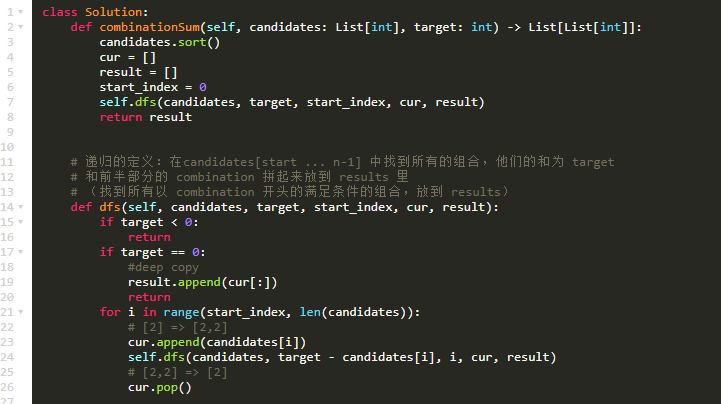 1 class Solution:
2     def combinationSum(self, candidates: List[int], target: int) -> List[List[int]]:
3         candidates.sort()
4         cur = []
5         result = []
6         start_index = 0
7         self.dfs(candidates, target, start_index, cur, result)
8         return result
9
10
11     # 递归的定义：在candidates[start ... n-1] 中找到所有的组合，他们的和为 target
12     # 和前半部分的 combination 拼起来放到 results 里
13     # （找到所有以 combination 开头的满足条件的组合，放到 results）
14     def dfs(self, candidates, target, start_index, cur, result):
15         if target < 0:
16             return
17         if target == 0:
18             #deep copy
19             result.append(cur[:])
20             return
21         for i in range(start_index, len(candidates)):
22             # [2] => [2,2]
23             cur.append(candidates[i])
24             self.dfs(candidates, target - candidates[i], i, cur, result)
25             # [2,2] => [2]
26             cur.pop()
27